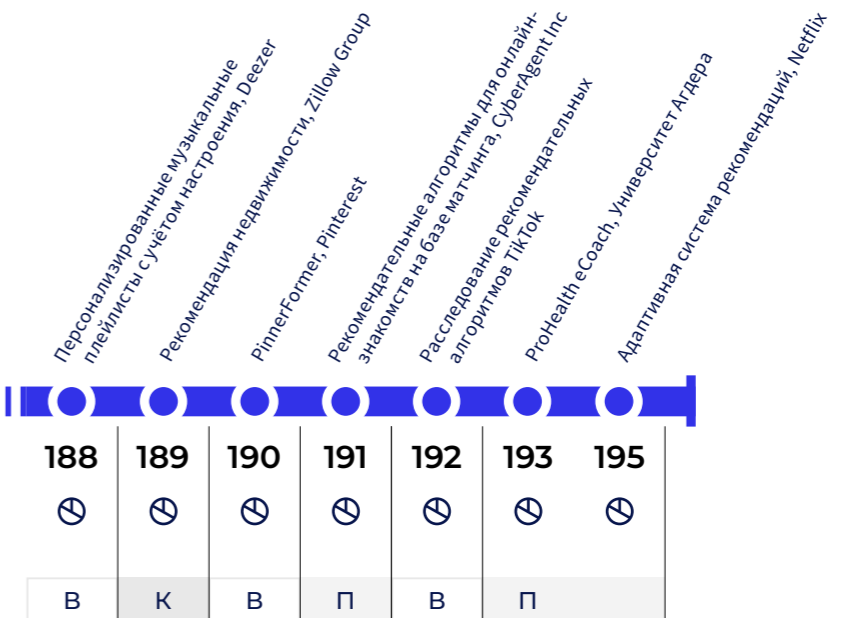 Персонализированные музыкальные
плейлисты с учётом настроения, Deezer
Рекомендация недвижимости, Zillow Group
PinnerFormer, Pinterest
Рекомендательные алгоритмы для онлайн-
знакомств на базе матчинга, CyberAgent Inc
Расследование рекомендательных
алгоритмов TikTok
ProHealth eCoach, Университет Агдера
Адаптивная система рекомендаций, Netflix
188 189 190 191 192 193 195
В К В П В П